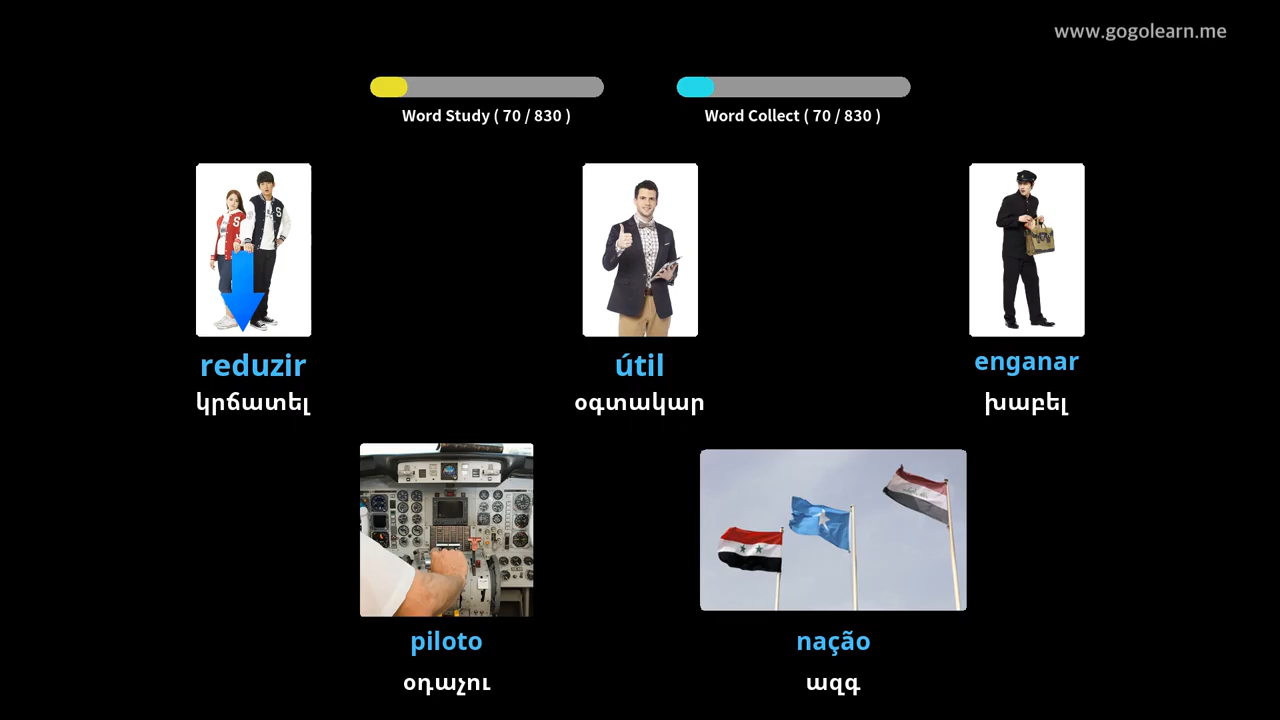 www.gogolearn.me
Word Study ( 70 / 830 )
Word Collect ( 70 / 830 )
reduzir
útil
enganar
կրճատել
օգտակար
խաբել
piloto
nação
օդաչու
ազգ